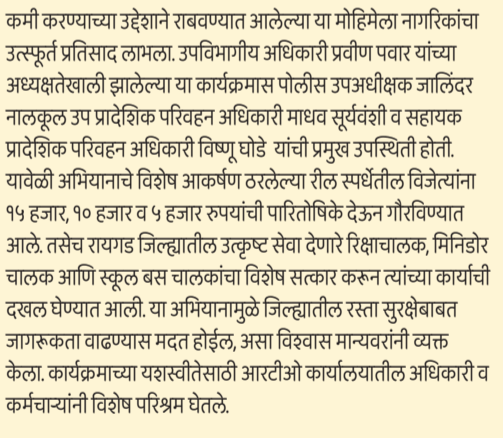 कमी करण्याच्या उद्देशाने राबवण्यात आलेल्या या मोहिमेला नागरिकांचा
उत्स्फूर्त प्रतिसाद लाभला. उपविभागीय अधिकारी प्रवीण पवार यांच्या
अध्यक्षतेखाली झालेल्या या कार्यक्रमास पोलीस उपअधीक्षक जालिंदर
नालकूल उप प्रादेशिक परिवहन अधिकारी माधव सूर्यवंशी व सहायक
प्रादेशिक परिवहन अधिकारी विष्णू घोडे यांची प्रमुख उपस्थिती होती.
यावेळी अभियानाचे विशेष आकर्षण ठरलेल्या रील स्पर्धेतील विजेत्यांना
१५ हजार, १० हजार व ५ हजार रुपयांची पारितोषिके देऊन गौरविण्यात
आले. तसेच रायगड जिल्ह्यातील उत्कृष्ट सेवा देणारे रिक्षाचालक, मिनिडोर
चालक आणि स्कूल बस चालकांचा विशेष सत्कार करून त्यांच्या कार्याची
दखल घेण्यात आली. या अभियानामुळे जिल्ह्यातील रस्ता सुरक्षेबाबत
जागरूकता वाढण्यास मदत होईल, असा विश्वास मान्यवरांनी व्यक्त
केला. कार्यक्रमाच्या यशस्वीतेसाठी आरटीओ कार्यालयातील अधिकारी व
कर्मचाऱ्यांनी विशेष परिश्रम घेतले.